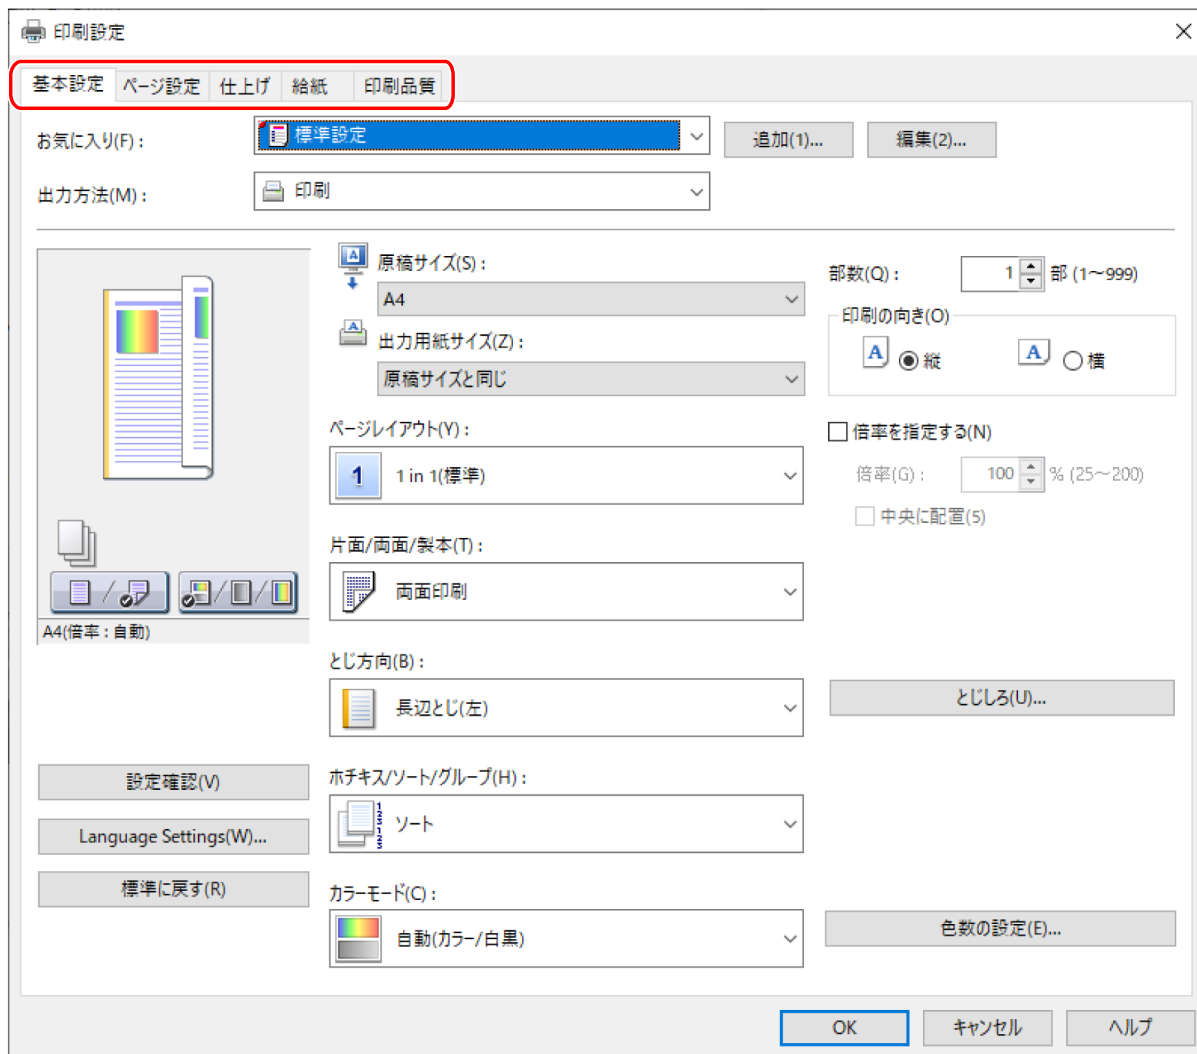 印刷設定
基本設定 ページ設定 仕上げ 給紙 印刷品質
お気に入り(F) : 標準設定 追加(1)... 編集(2)...
出力方法(M) : 印刷
原稿サイズ(S) :
A4
部数(Q) : 1 部 (1～999)
出力用紙サイズ(Z) :
原稿サイズと同じ
印刷の向き(O)
A 縦 A 横
ページレイアウト(Y) :
1 1 in 1(標準)
倍率を指定する(N)
倍率(G) : 100 % (25～200)
中央に配置(5)
片面/両面/製本(T) :
両面印刷
A4(倍率 : 自動)
とじ方向(B) :
長辺とじ(左)
とじしろ(U)...
設定確認(V)
Language Settings(W)...
標準に戻す(R)
ホチキス/ソート/グループ(H) :
123123 ソート
カラーモード(C) :
自動(カラー/白黒)
色数の設定(E)...
OK キャンセル ヘルプ